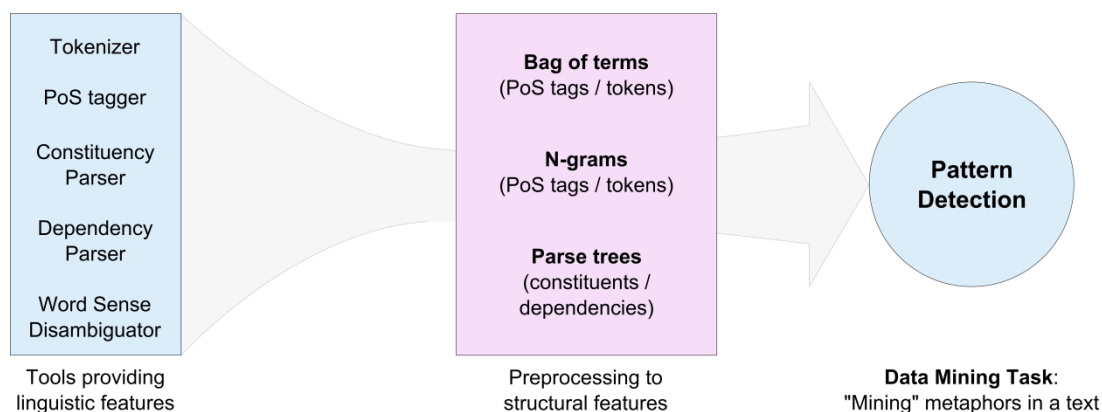 Tokenizer
PoS tagger
Constituency
Parser
Dependency
Parser
Word Sense
Disambiguator
Tools providing
linguistic features
Bag of terms
(PoS tags / tokens)
N-grams
(PoS tags / tokens)
Parse trees
(constituents /
dependencies)
Preprocessing to
structural features
Pattern
Detection
Data Mining Task:
"Mining" metaphors in a text